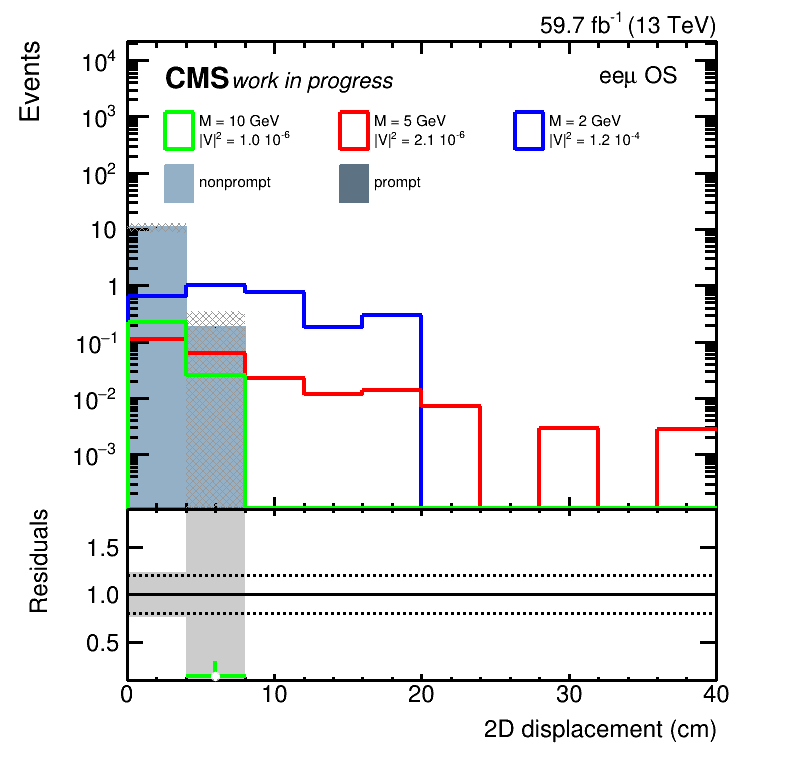 59.7 fb⁻¹ (13 TeV)
Events
CMS work in progress
eeμ OS
M = 10 GeV
|V|² = 1.0 10⁻⁶
M = 5 GeV
|V|² = 2.1 10⁻⁶
M = 2 GeV
|V|² = 1.2 10⁻⁴
nonprompt
prompt
10⁴
10³
10²
10
1
10⁻¹
10⁻²
10⁻³
Residuals
1.5
1.0
0.5
0 10 20 30 40
2D displacement (cm)